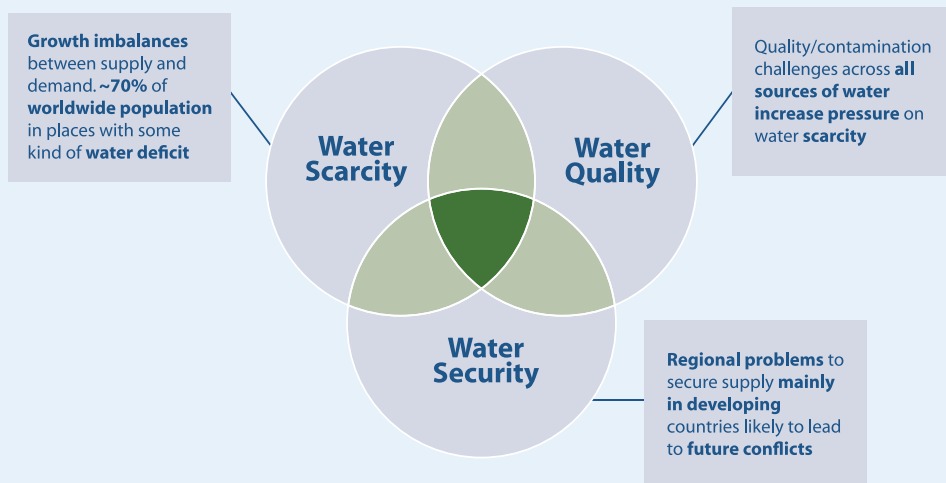 Growth imbalances
between supply and
demand. ~70% of
worldwide population
in places with some
kind of water deficit
Water
Scarcity
Water
Quality
Quality/contamination
challenges across all
sources of water
increase pressure on
water scarcity
Water
Security
Regional problems to
secure supply mainly
in developing
countries likely to lead
to future conflicts